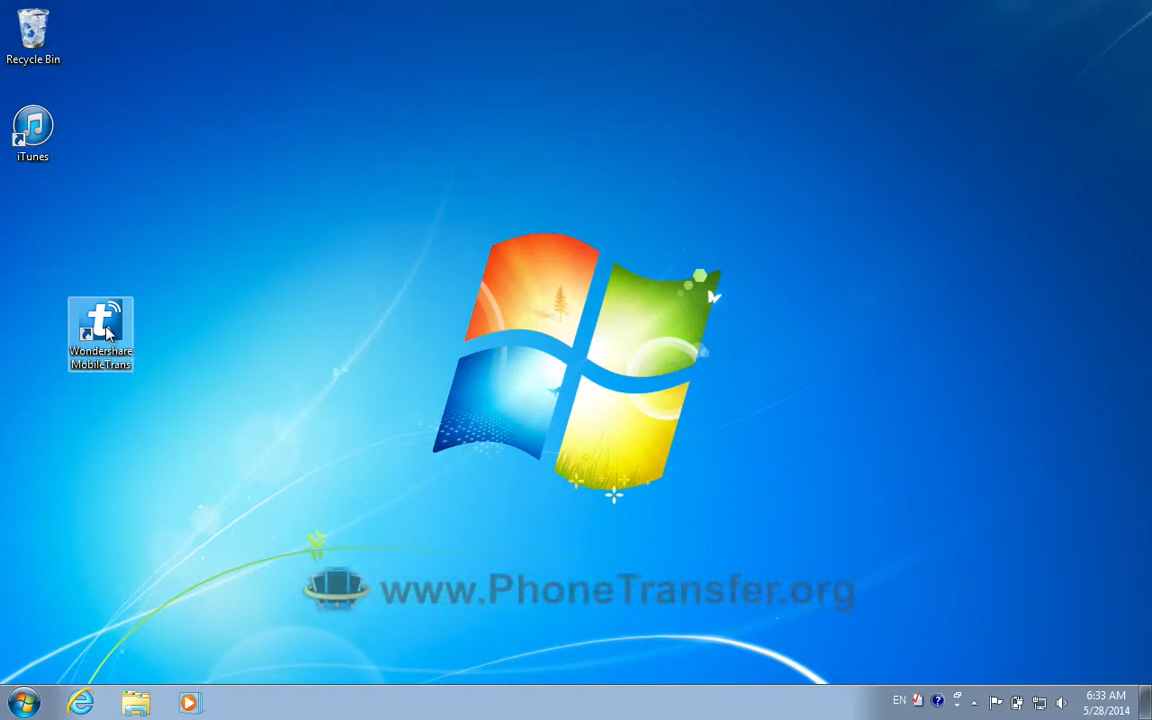 Recycle Bin
iTunes
t
Wondershare
MobileTrans
www.PhoneTransfer.org
EN
?
6:33 AM
5/28/2014